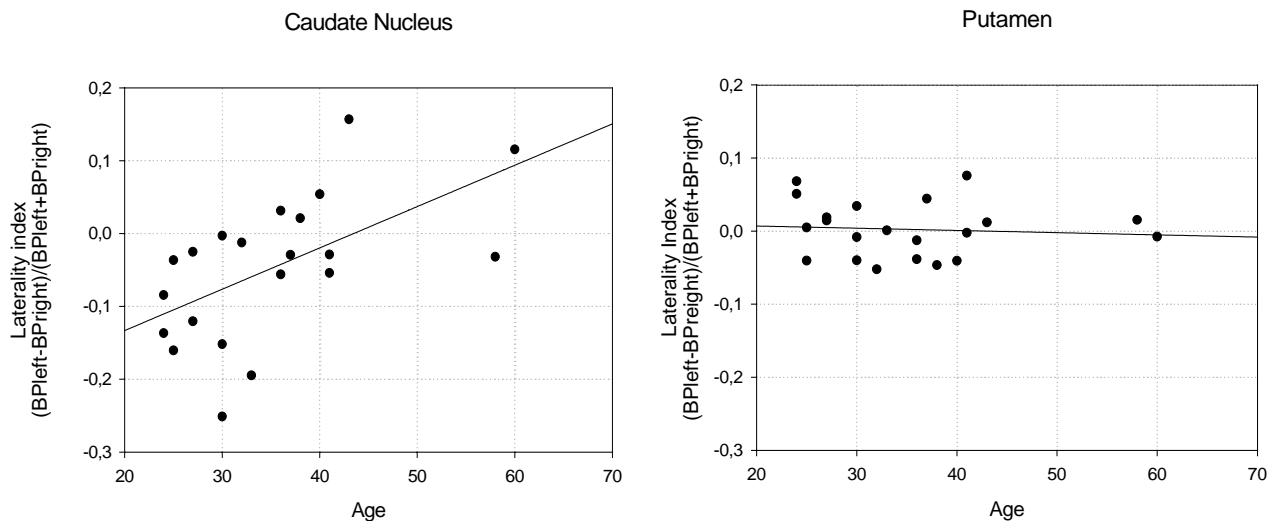 Caudate Nucleus
Laterality index
(BPleft-BPright)/(BPleft+BPright)
0,2
0,1
0,0
-0,1
-0,2
-0,3
20 30 40 50 60 70
Age
Putamen
Laterality Index
(BPleft-BPreight)/(BPleft+BPright)
0,2
0,1
0,0
-0,1
-0,2
-0,3
20 30 40 50 60 70
Age